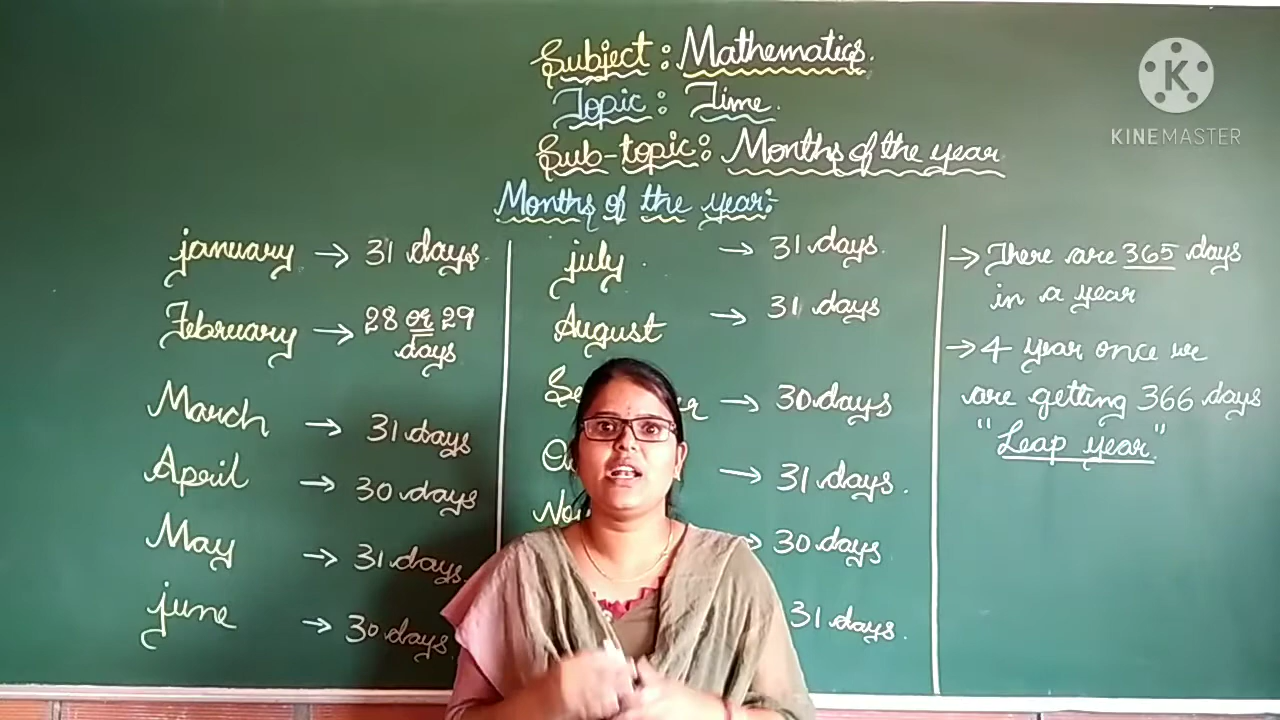 Subject : Mathematics.
Topic : Time.
Sub-topic : Months of the year
Months of the year:-
january → 31 days.
February → 28 or 29
days
March → 31 days
April → 30 days
May → 31 days.
june → 30 days.
july → 31 days.
August → 31 days
→ 30 days
→ 31 days.
→ 30 days
31 days.
→ There are 365 days
in a year
→ 4 year once we
are getting 366 days
"Leap year".
K
KINEMASTER